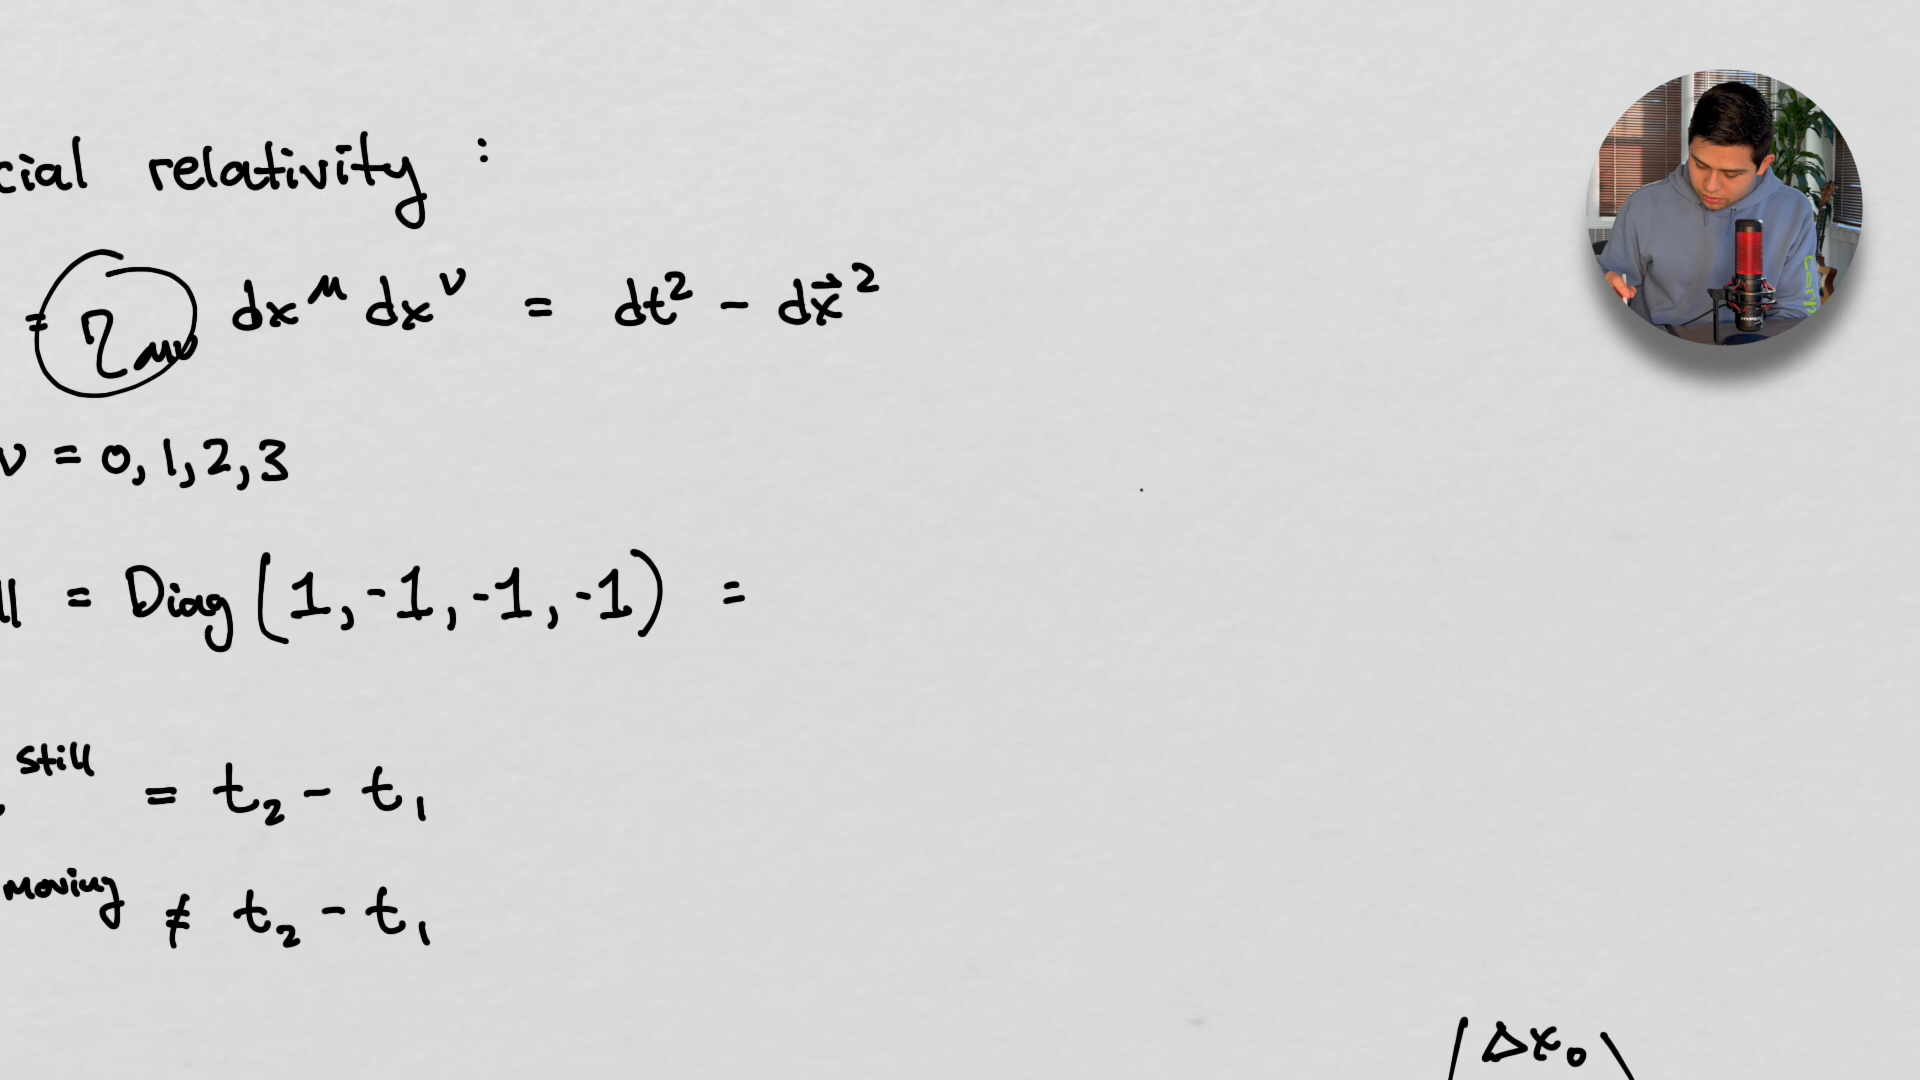 cial relativity :
= ημν dx^μ dx^ν = dt² - dx⃗²
ν = 0, 1, 2, 3
= Diag (1, -1, -1, -1) =
still = t₂ - t₁
moving ≠ t₂ - t₁
Δx₀